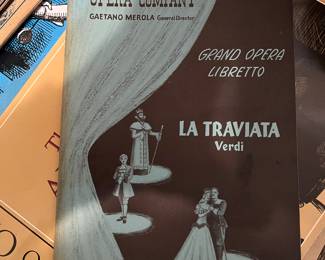 OPERA COMPANY
GAETANO MEROLA General Director
GRAND OPERA
LIBRETTO
LA TRAVIATA
Verdi